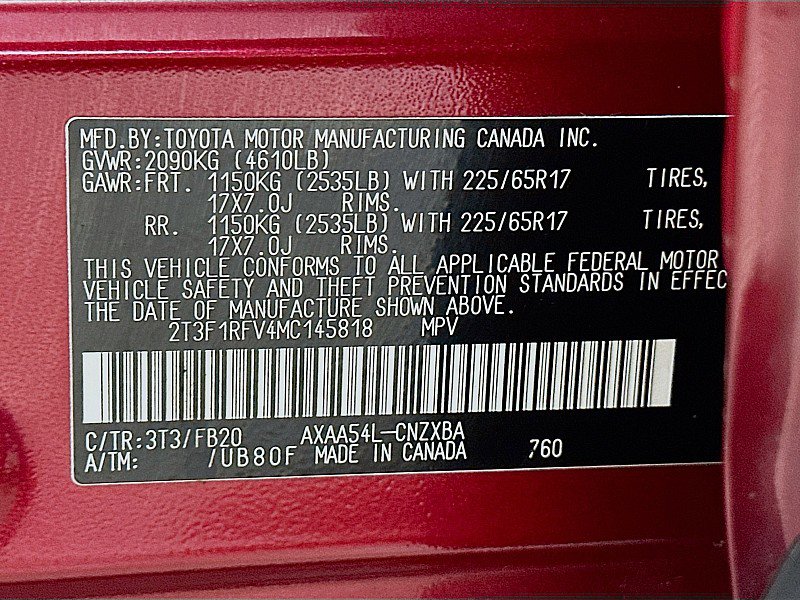 MFD.BY:TOYOTA MOTOR MANUFACTURING CANADA INC.
GVWR:2090KG (4610LB)
GAWR:FRT. 1150KG (2535LB) WITH 225/65R17 TIRES,
17X7.0J RIMS.
RR. 1150KG (2535LB) WITH 225/65R17 TIRES,
17X7.0J RIMS.
THIS VEHICLE CONFORMS TO ALL APPLICABLE FEDERAL MOTOR
VEHICLE SAFETY AND THEFT PREVENTION STANDARDS IN EFFEC
THE DATE OF MANUFACTURE SHOWN ABOVE.
2T3F1RFV4MC145818 MPV
C/TR:3T3/FB20 AXAA54L-CNZXBA
A/TM: /UB80F MADE IN CANADA 760